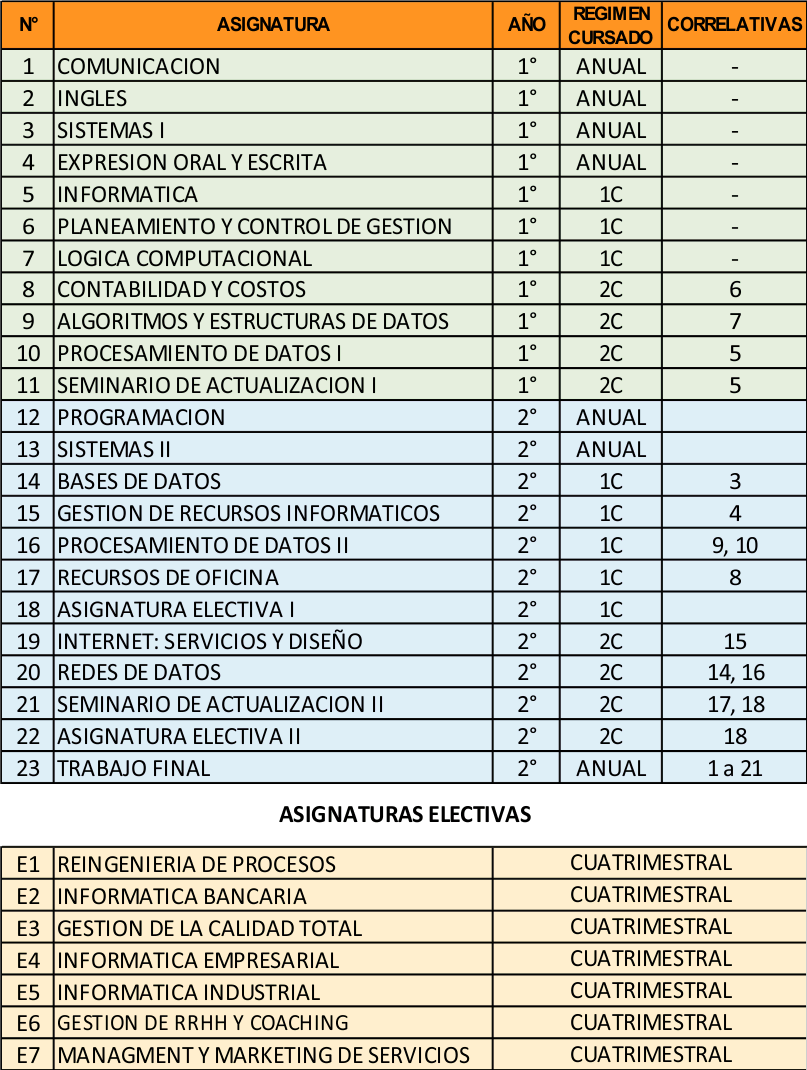 N° ASIGNATURA AÑO REGIMEN CURSADO CORRELATIVAS
1 COMUNICACION 1° ANUAL -
2 INGLES 1° ANUAL -
3 SISTEMAS I 1° ANUAL -
4 EXPRESION ORAL Y ESCRITA 1° ANUAL -
5 INFORMATICA 1° 1C -
6 PLANEAMIENTO Y CONTROL DE GESTION 1° 1C -
7 LOGICA COMPUTACIONAL 1° 1C -
8 CONTABILIDAD Y COSTOS 1° 2C 6
9 ALGORITMOS Y ESTRUCTURAS DE DATOS 1° 2C 7
10 PROCESAMIENTO DE DATOS I 1° 2C 5
11 SEMINARIO DE ACTUALIZACION I 1° 2C 5
12 PROGRAMACION 2° ANUAL
13 SISTEMAS II 2° ANUAL
14 BASES DE DATOS 2° 1C 3
15 GESTION DE RECURSOS INFORMATICOS 2° 1C 4
16 PROCESAMIENTO DE DATOS II 2° 1C 9, 10
17 RECURSOS DE OFICINA 2° 1C 8
18 ASIGNATURA ELECTIVA I 2° 1C
19 INTERNET: SERVICIOS Y DISEÑO 2° 2C 15
20 REDES DE DATOS 2° 2C 14, 16
21 SEMINARIO DE ACTUALIZACION II 2° 2C 17, 18
22 ASIGNATURA ELECTIVA II 2° 2C 18
23 TRABAJO FINAL 2° ANUAL 1 a 21
ASIGNATURAS ELECTIVAS
E1 REINGENIERIA DE PROCESOS CUATRIMESTRAL
E2 INFORMATICA BANCARIA CUATRIMESTRAL
E3 GESTION DE LA CALIDAD TOTAL CUATRIMESTRAL
E4 INFORMATICA EMPRESARIAL CUATRIMESTRAL
E5 INFORMATICA INDUSTRIAL CUATRIMESTRAL
E6 GESTION DE RRHH Y COACHING CUATRIMESTRAL
E7 MANAGMENT Y MARKETING DE SERVICIOS CUATRIMESTRAL